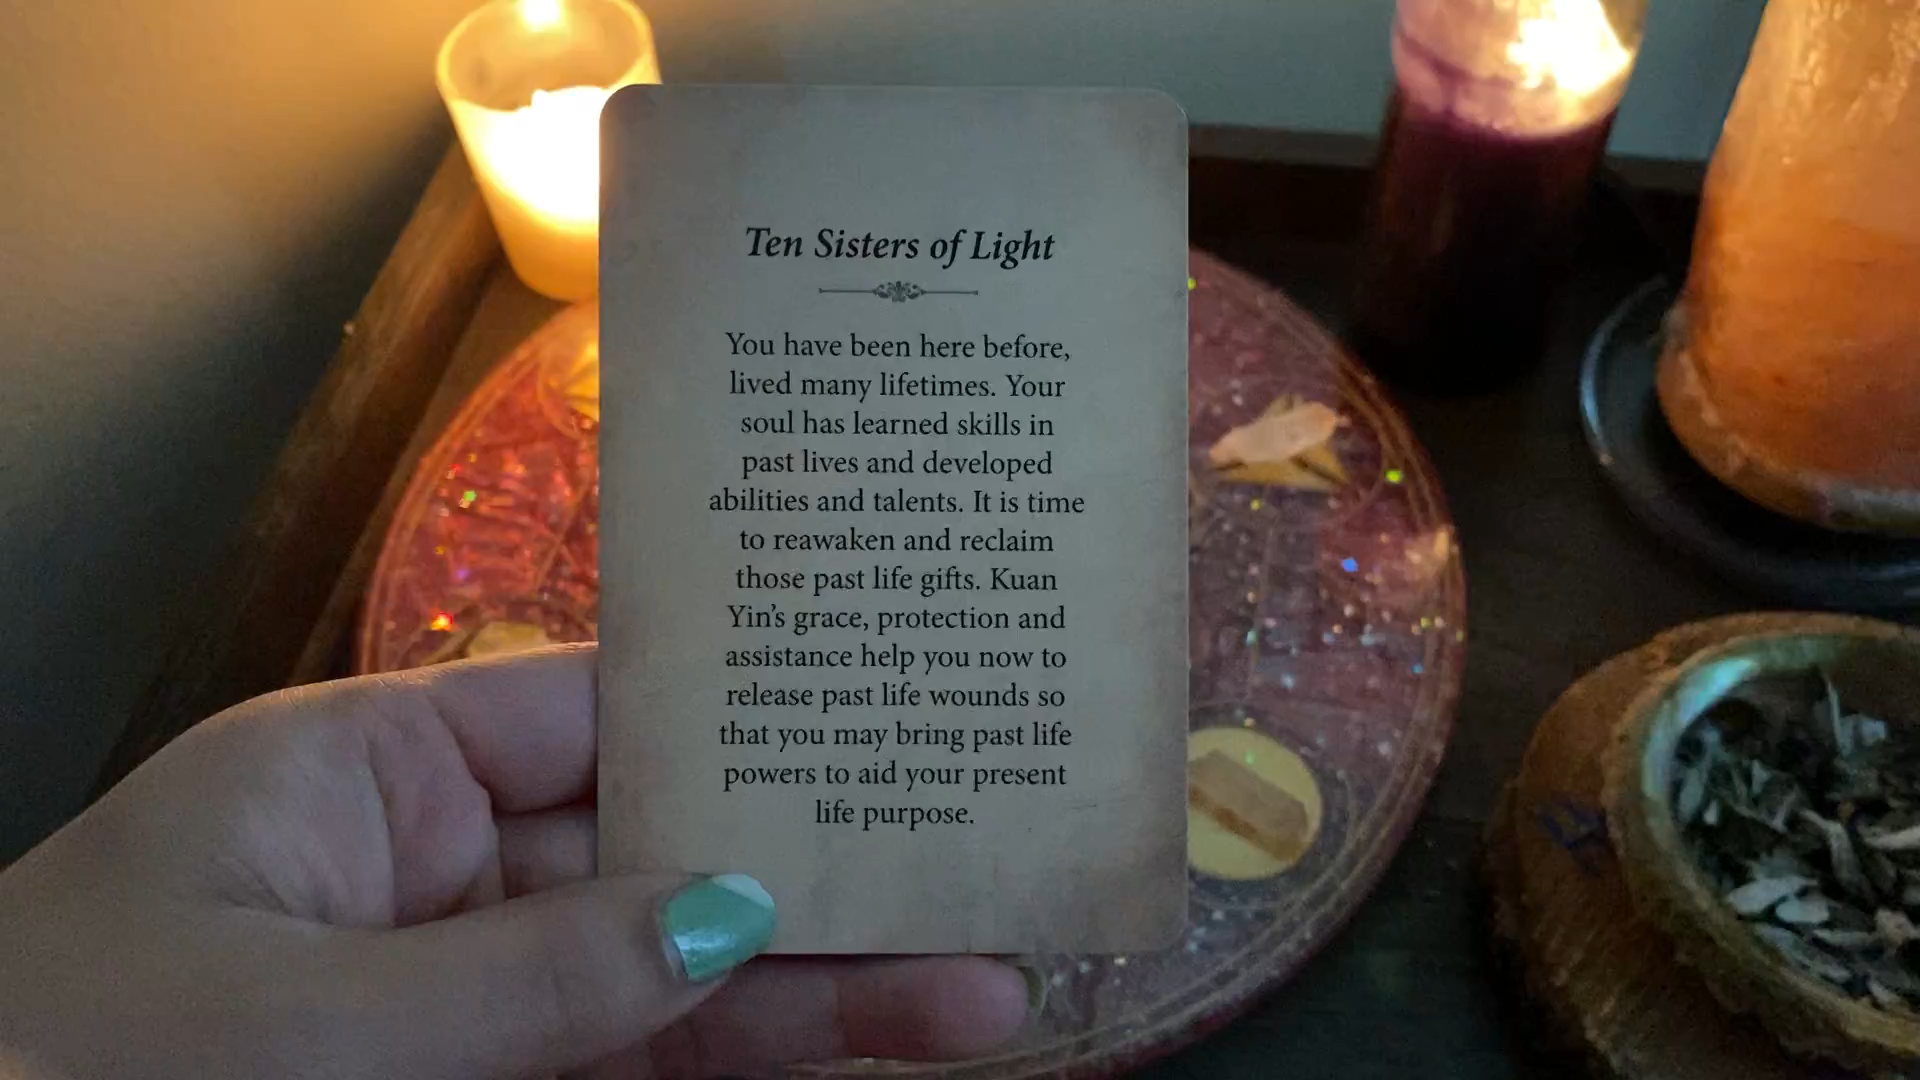 Ten Sisters of Light
You have been here before,
lived many lifetimes. Your
soul has learned skills in
past lives and developed
abilities and talents. It is time
to reawaken and reclaim
those past life gifts. Kuan
Yin’s grace, protection and
assistance help you now to
release past life wounds so
that you may bring past life
powers to aid your present
life purpose.